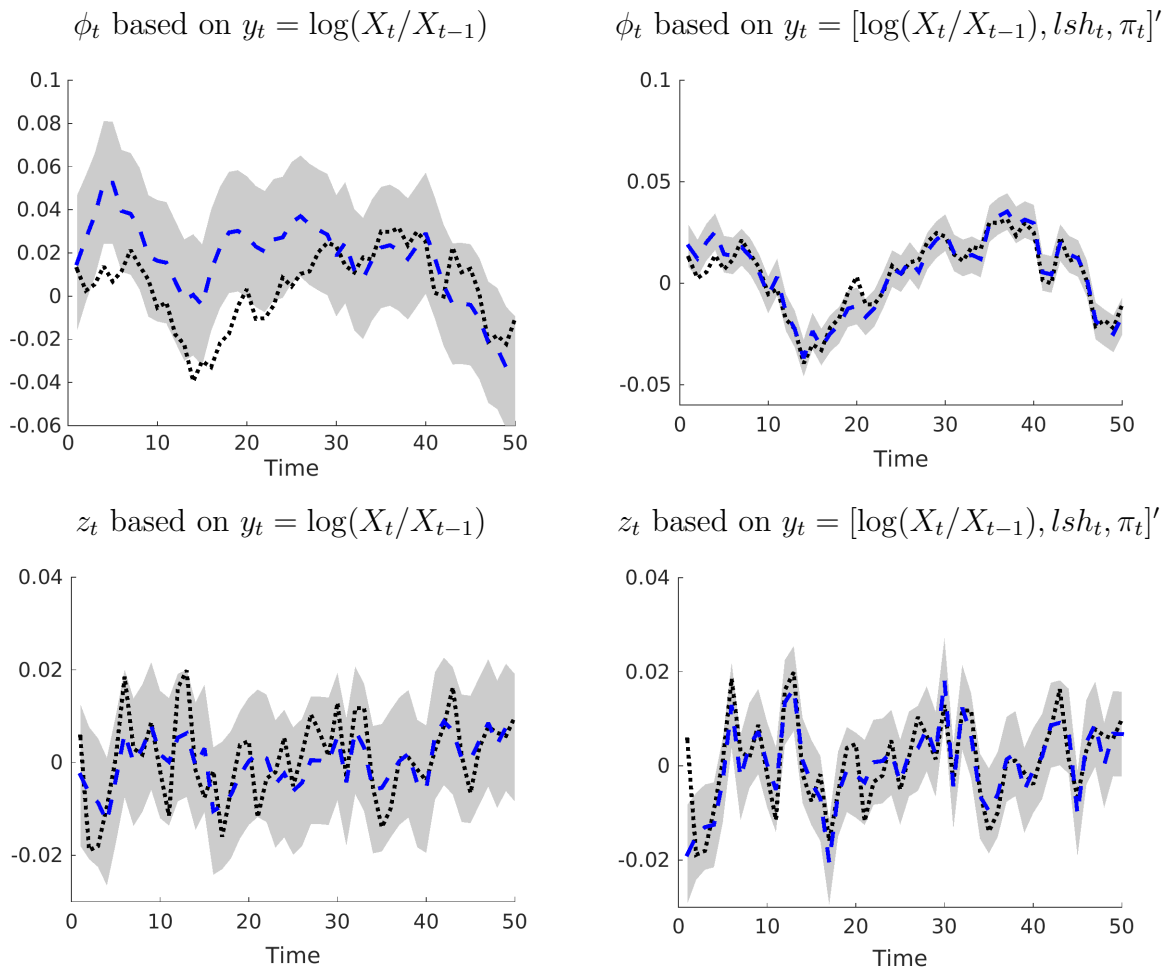 ϕ_t based on y_t = log(X_t/X_{t−1})
ϕ_t based on y_t = [log(X_t/X_{t−1}), lsh_t, π_t]′
0.1
0.08
0.06
0.04
0.02
0
-0.02
-0.04
-0.06
0 10 20 30 40 50
Time
0.1
0.05
0
-0.05
0 10 20 30 40 50
Time
z_t based on y_t = log(X_t/X_{t−1})
z_t based on y_t = [log(X_t/X_{t−1}), lsh_t, π_t]′
0.04
0.02
0
-0.02
0 10 20 30 40 50
Time
0.04
0.02
0
-0.02
0 10 20 30 40 50
Time